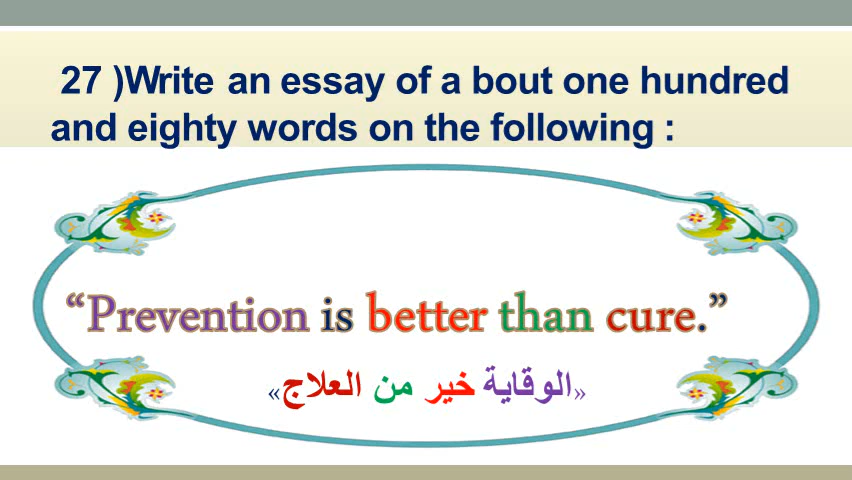 27 )Write an essay of a bout one hundred
and eighty words on the following :
“Prevention is better than cure.”
«الوقاية خير من العلاج»